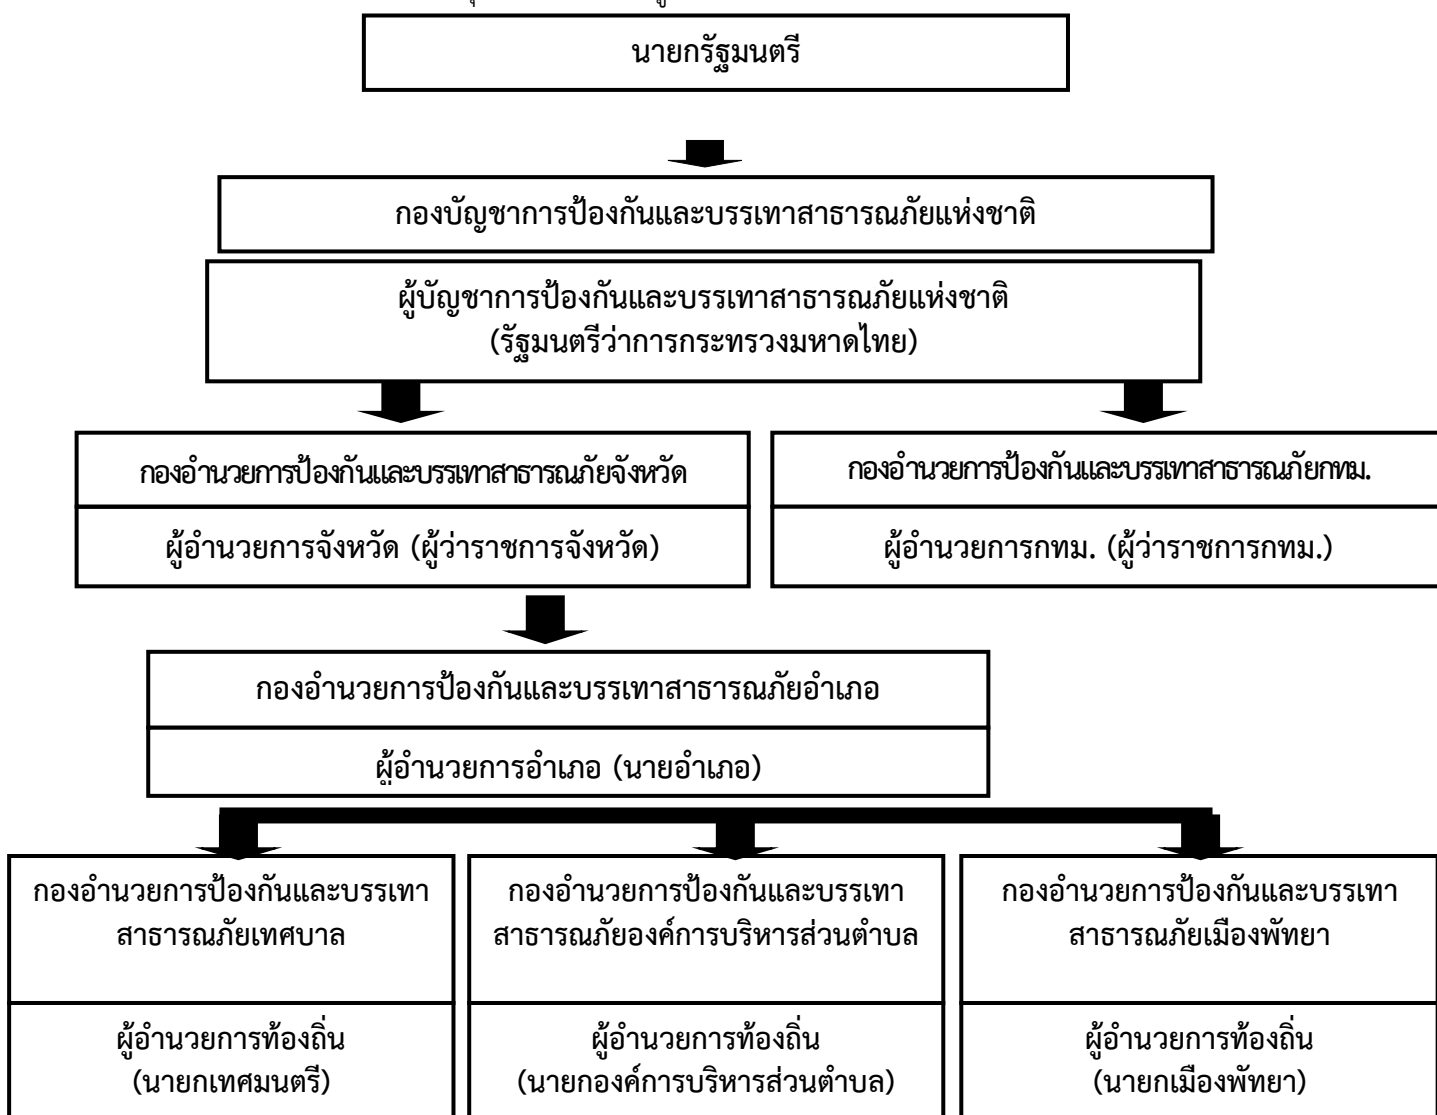 นายกรัฐมนตรี
กองบัญชาการป้องกันและบรรเทาสาธารณภัยแห่งชาติ
ผู้บัญชาการป้องกันและบรรเทาสาธารณภัยแห่งชาติ
(รัฐมนตรีว่าการกระทรวงมหาดไทย)
กองอำนวยการป้องกันและบรรเทาสาธารณภัยจังหวัด
ผู้อำนวยการจังหวัด (ผู้ว่าราชการจังหวัด)
กองอำนวยการป้องกันและบรรเทาสาธารณภัยกทม.
ผู้อำนวยการกทม. (ผู้ว่าราชการกทม.)
กองอำนวยการป้องกันและบรรเทาสาธารณภัยอำเภอ
ผู้อำนวยการอำเภอ (นายอำเภอ)
กองอำนวยการป้องกันและบรรเทา
สาธารณภัยเทศบาล
ผู้อำนวยการท้องถิ่น
(นายกเทศมนตรี)
กองอำนวยการป้องกันและบรรเทา
สาธารณภัยองค์การบริหารส่วนตำบล
ผู้อำนวยการท้องถิ่น
(นายกองค์การบริหารส่วนตำบล)
กองอำนวยการป้องกันและบรรเทา
สาธารณภัยเมืองพัทยา
ผู้อำนวยการท้องถิ่น
(นายกเมืองพัทยา)